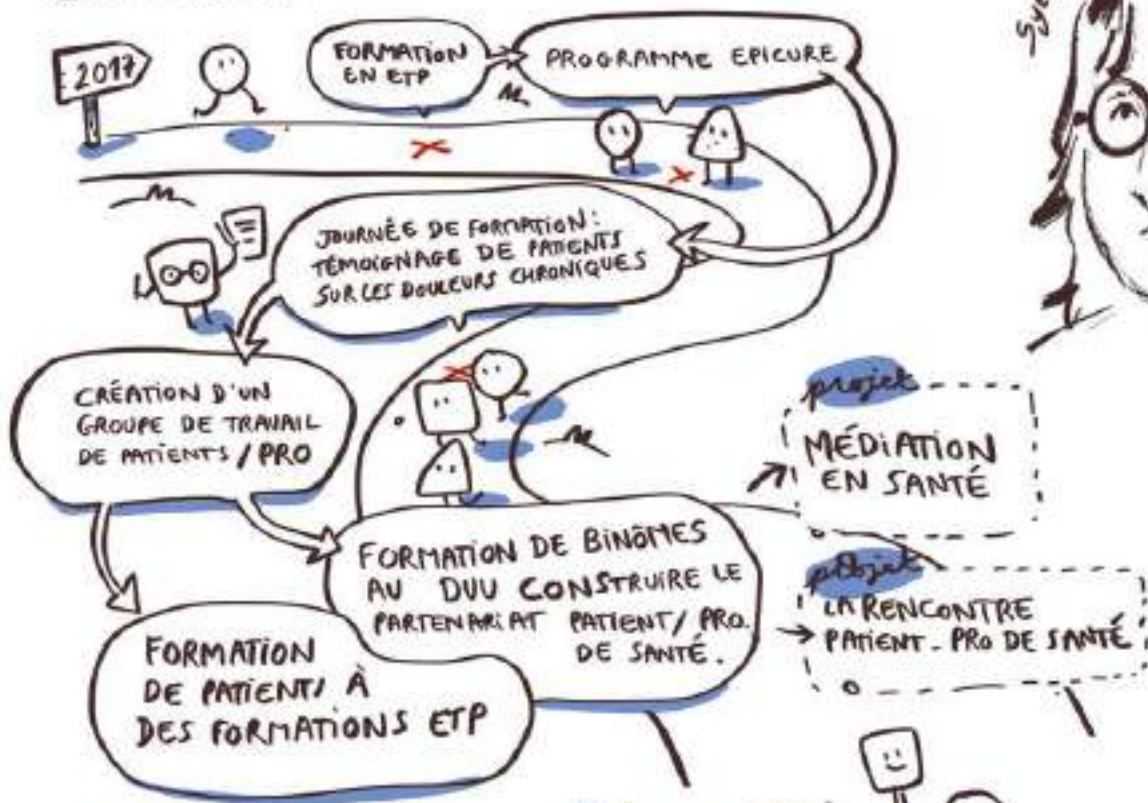 2017
FORMATION
EN ETP
PROGRAMME EPICURE
JOURNÉE DE FORMATION:
TÉMOIGNAGE DE PATIENTS
SUR LES DOULEURS CHRONIQUES
CRÉATION D'UN
GROUPE DE TRAVAIL
DE PATIENTS / PRO
FORMATION DE BINÔMES
AU DUU CONSTRUIRE LE
PARTENARIAT PATIENT / PRO.
DE SANTÉ.
FORMATION
DE PATIENTS À
DES FORMATIONS ETP
projet
MÉDIATION
EN SANTÉ
projet
LA RENCONTRE
PATIENT - PRO DE SANTÉ